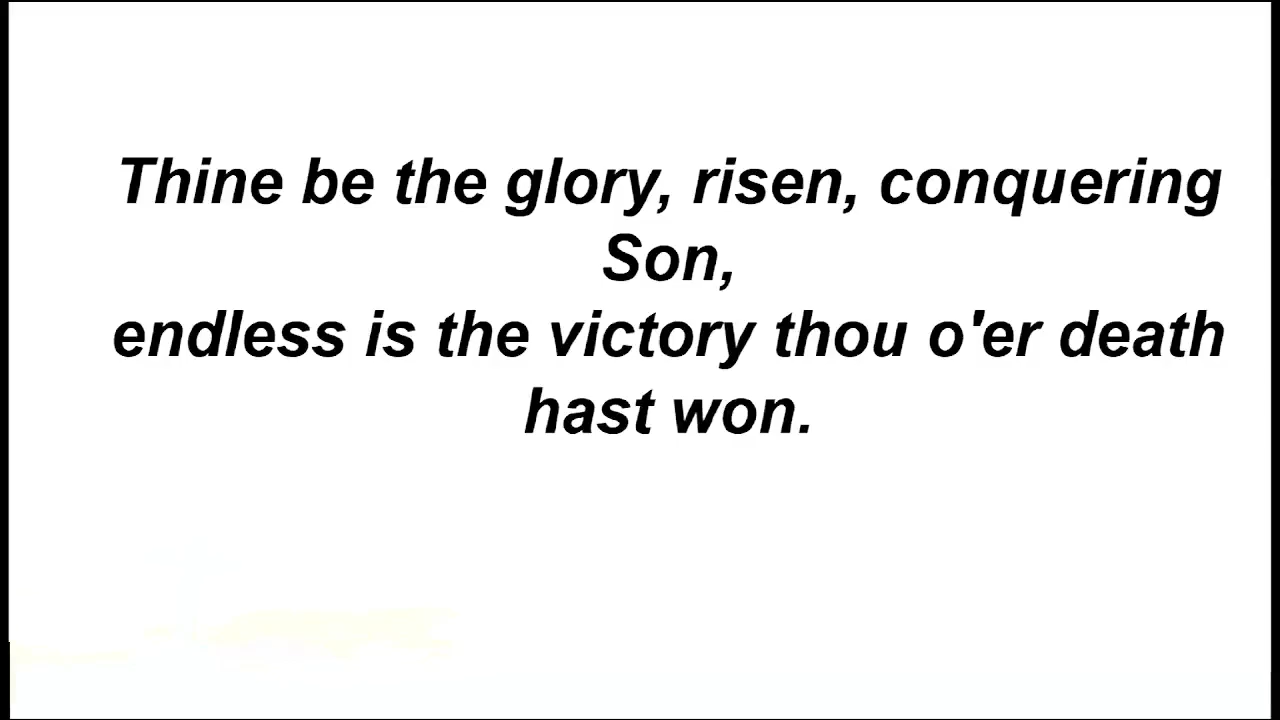 Thine be the glory, risen, conquering
Son,
endless is the victory thou o'er death
hast won.